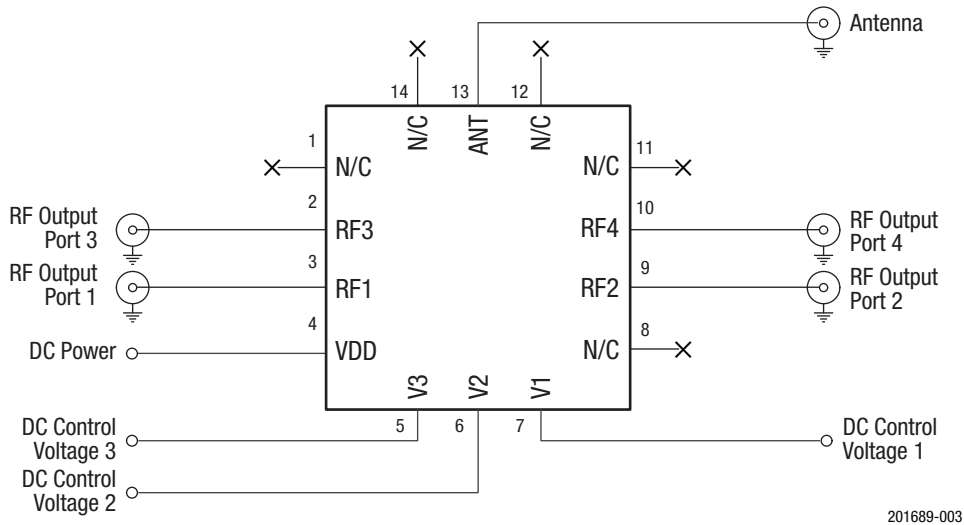 Antenna
14
13
12
N/C
ANT
N/C
1
N/C
N/C
11
2
10
RF Output
Port 3
RF3
RF4
RF Output
Port 4
3
9
RF Output
Port 1
RF1
RF2
RF Output
Port 2
4
8
DC Power
VDD
N/C
V3
V2
V1
5
6
7
DC Control
Voltage 3
DC Control
Voltage 1
DC Control
Voltage 2
201689-003